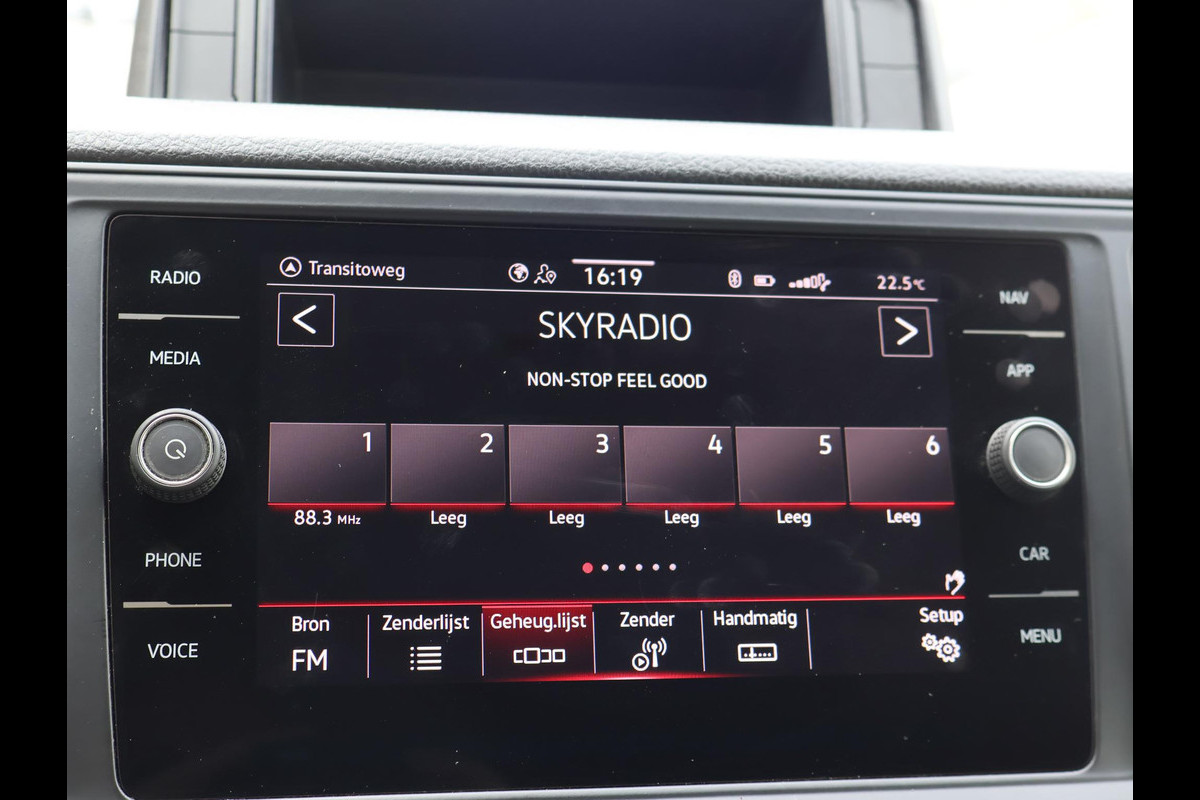 RADIO
MEDIA
PHONE
VOICE
Transitoweg
16:19
22.5°C
<
SKYRADIO
>
NON-STOP FEEL GOOD
1 2 3 4 5 6
88.3 MHz Leeg Leeg Leeg Leeg Leeg
Bron Zenderlijst Geheug.lijst Zender Handmatig Setup
FM
NAV
APP
CAR
MENU